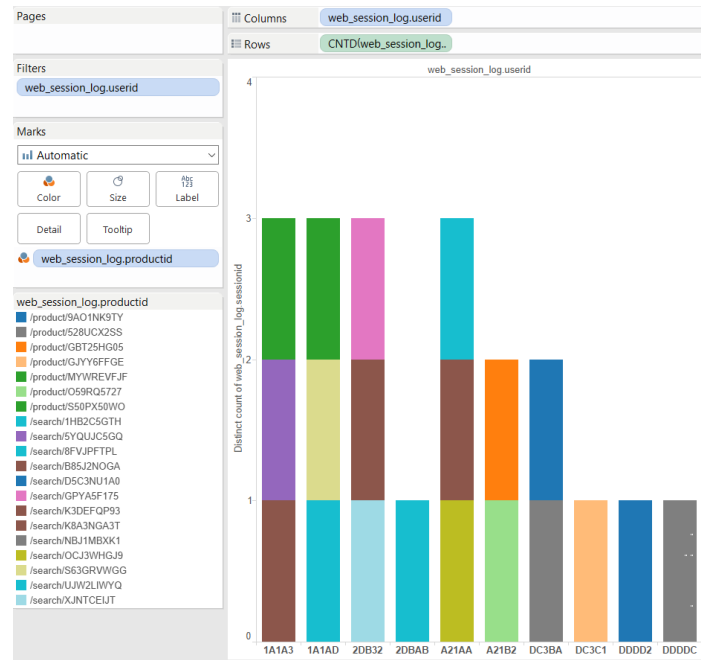 Pages
Columns
web_session_log.userid
Rows
CNTD(web_session_log..
Filters
web_session_log.userid
Marks
Automatic
Color
Size
Abc
123
Label
Detail
Tooltip
web_session_log.productid
web_session_log.productid
/product/9AO1NK9TY
/product/528UCX2SS
/product/GBT25HG05
/product/GJYY6FFGE
/product/MYWREVFJF
/product/O59RQ5727
/product/S50PX50WO
/search/1HB2C5GTH
/search/5YQUJC5GQ
/search/8FVJPFTPL
/search/B85J2NOGA
/search/D5C3NU1A0
/search/GPYA5F175
/search/K3DEFQP93
/search/K8A3NGA3T
/search/NBJ1MBXK1
/search/OCJ3WHGJ9
/search/S63GRVWGG
/search/UJW2LIWYQ
/search/XJNTCEIJT
web_session_log.userid
Distinct count of web_session_log.sessionid
4
3
2
1
0
1A1A3 1A1AD 2DB32 2DBAB A21AA A21B2 DC3BA DC3C1 DDDD2 DDDDC